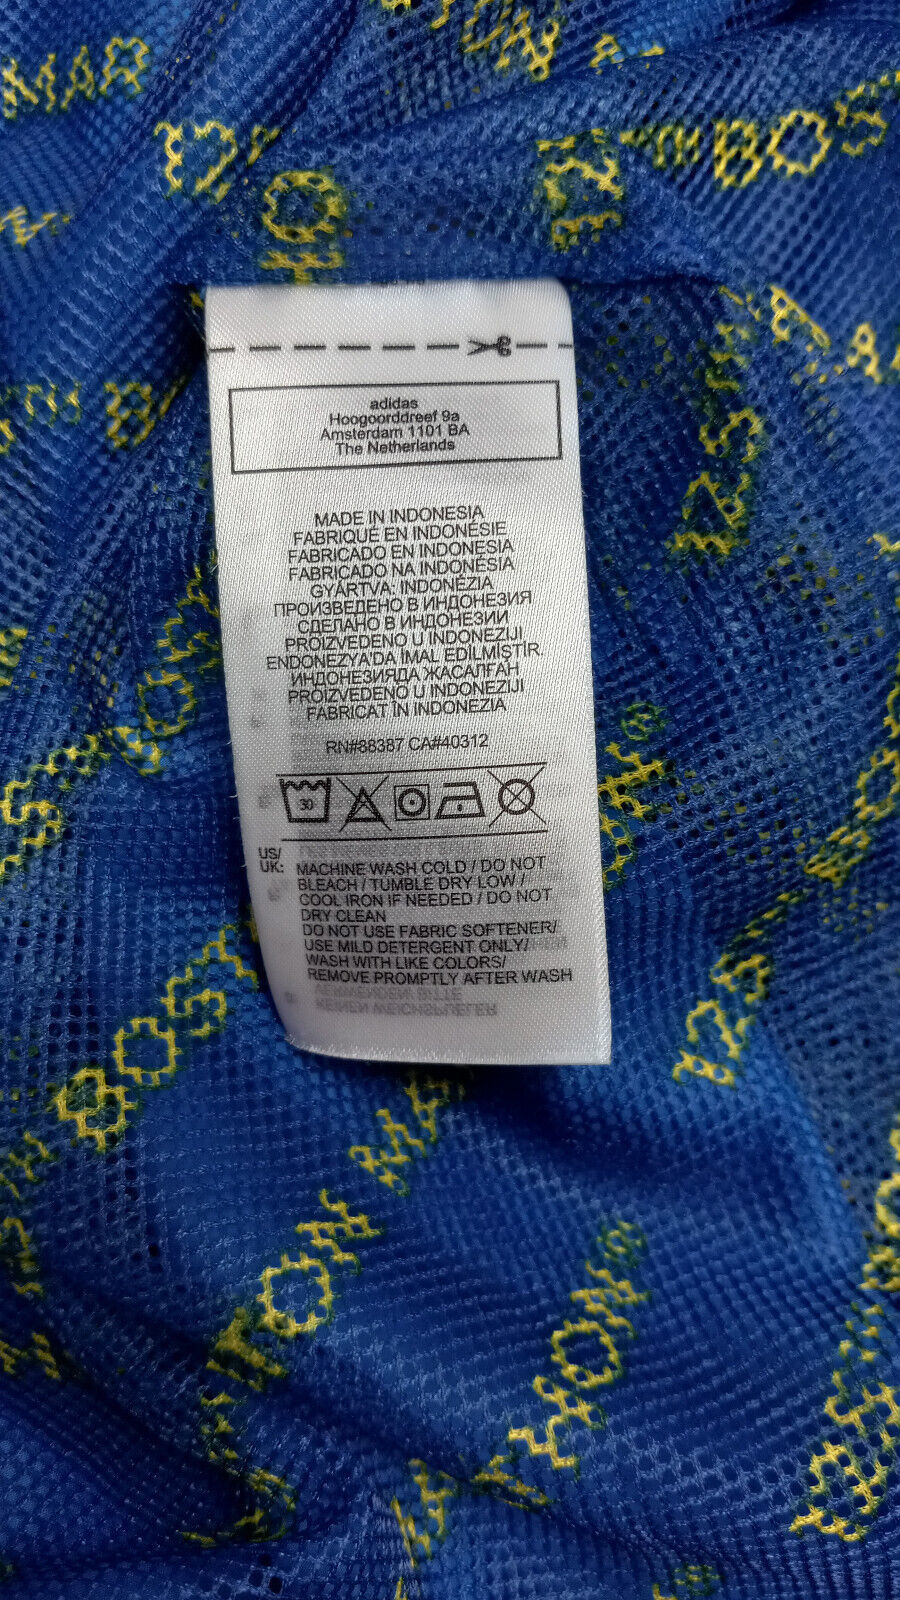 adidas
Hoogoorddreef 9a
Amsterdam 1101 BA
The Netherlands
MADE IN INDONESIA
FABRIQUÉ EN INDONÉSIE
FABRICADO EN INDONESIA
FABRICADO NA INDONÉSIA
GYÁRTVA: INDONÉZIA
ПРОИЗВЕДЕНО В ИНДОНЕЗИЯ
СДЕЛАНО В ИНДОНЕЗИИ
PROIZVEDENO U INDONEZIJI
ENDONEZYA'DA İMAL EDİLMİŞTİR.
ИНДОНЕЗИЯДА ЖАСАЛҒАН
PROIZVEDENO U INDONEZIJI
FABRICAT ÎN INDONEZIA
RN#88387 CA#40312
30
US/
UK:
MACHINE WASH COLD / DO NOT
BLEACH / TUMBLE DRY LOW /
COOL IRON IF NEEDED / DO NOT
DRY CLEAN
DO NOT USE FABRIC SOFTENER/
USE MILD DETERGENT ONLY/
WASH WITH LIKE COLORS/
REMOVE PROMPTLY AFTER WASH
BOS
125
125
BOS